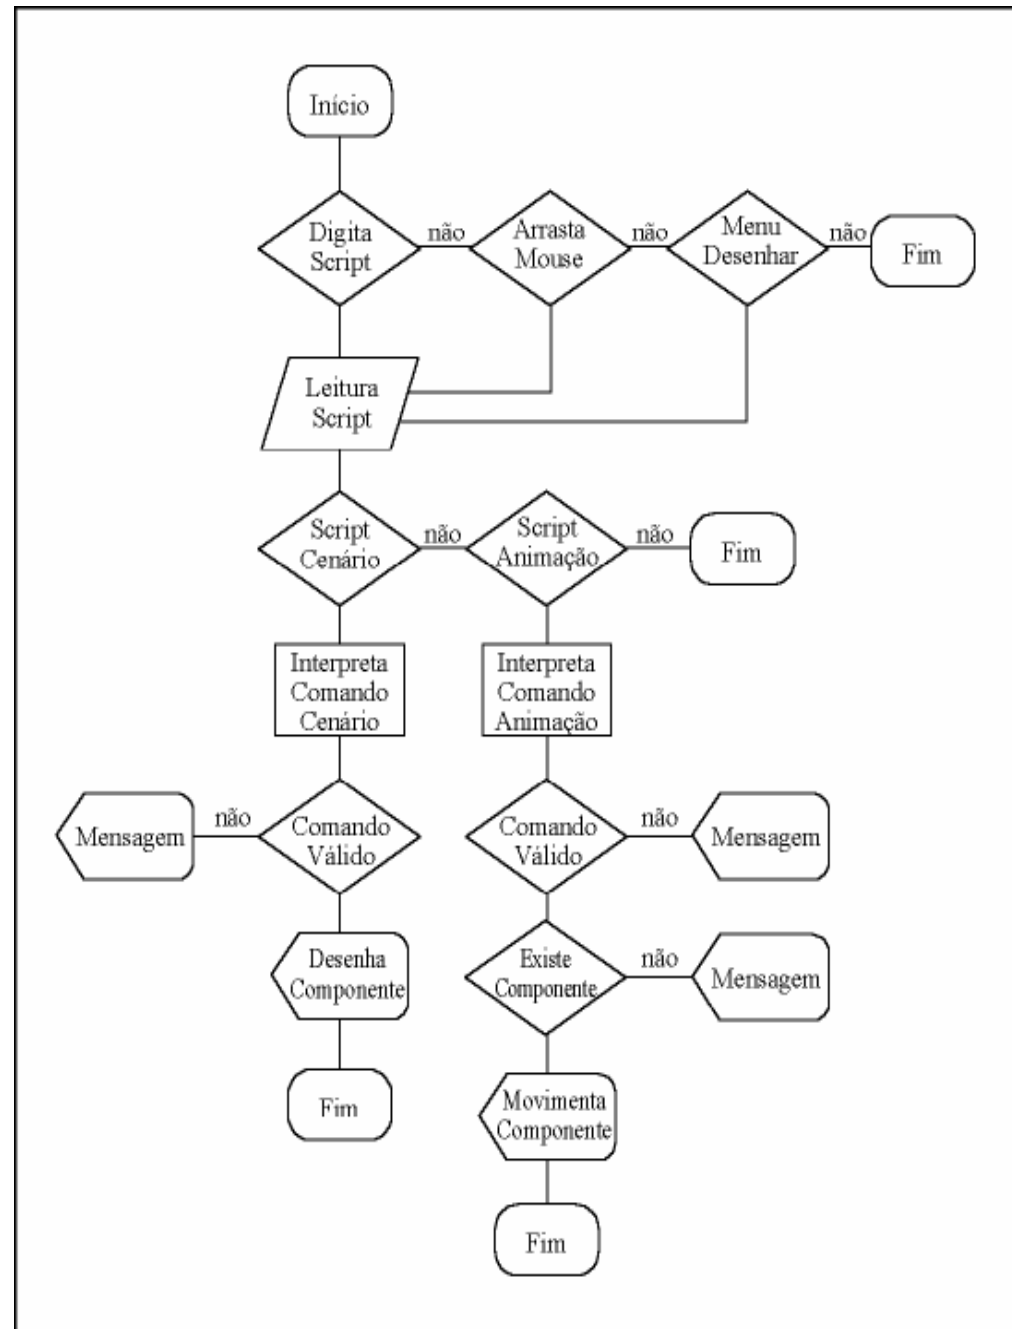 Início
Digita
Script
não
Arrasta
Mouse
não
Menu
Desenhar
não
Fim
Leitura
Script
Script
Cenário
não
Script
Animação
não
Fim
Interpreta
Comando
Cenário
Interpreta
Comando
Animação
Mensagem
não
Comando
Válido
Comando
Válido
não
Mensagem
Desenha
Componente
Existe
Componente
não
Mensagem
Fim
Movimenta
Componente
Fim